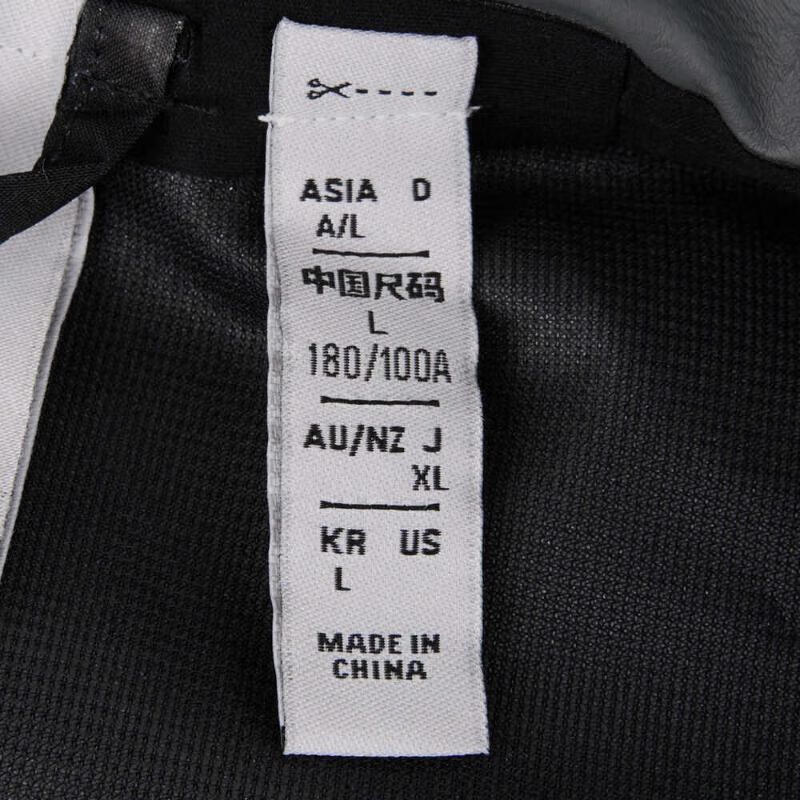 ASIA D
A/L
中国尺码
L
180/100A
AU/NZ J
XL
KR US
L
MADE IN
CHINA